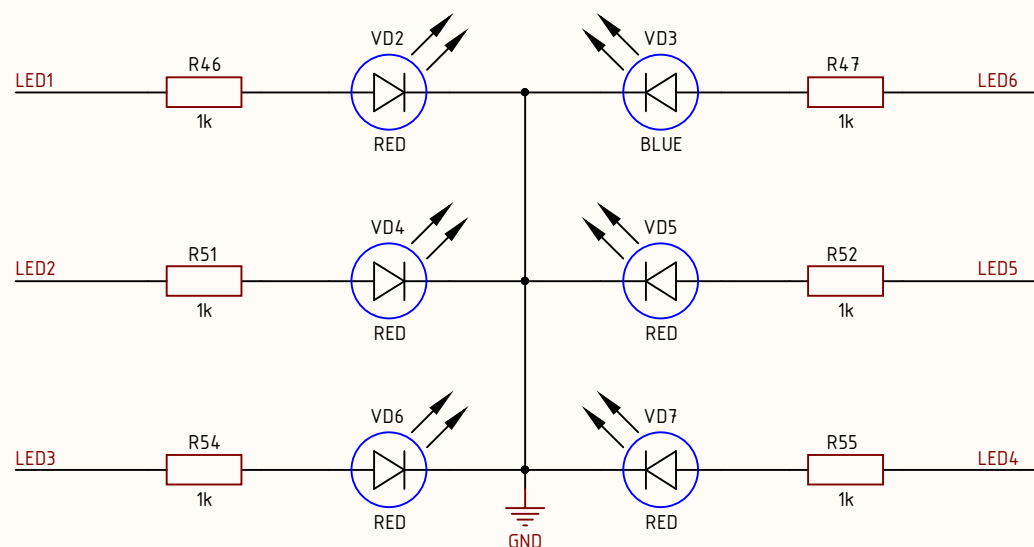 VD2
VD3
R46
R47
LED1
LED6
1k
1k
RED
BLUE
VD4
VD5
R51
R52
LED2
LED5
1k
1k
RED
RED
VD6
VD7
R54
R55
LED3
LED4
1k
1k
RED
RED
GND